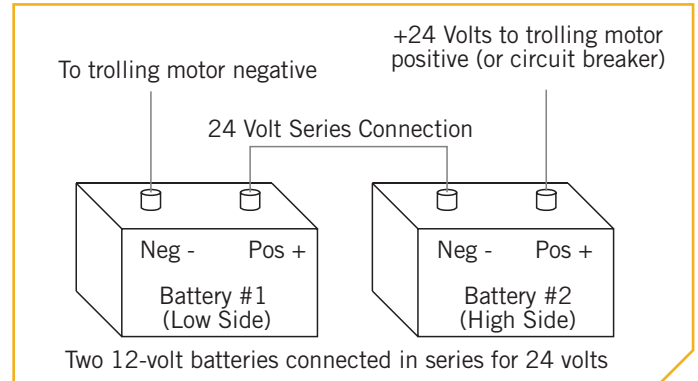 +24 Volts to trolling motor
positive (or circuit breaker)
To trolling motor negative
24 Volt Series Connection
Neg - Pos +
Battery #1
(Low Side)
Neg - Pos +
Battery #2
(High Side)
Two 12-volt batteries connected in series for 24 volts